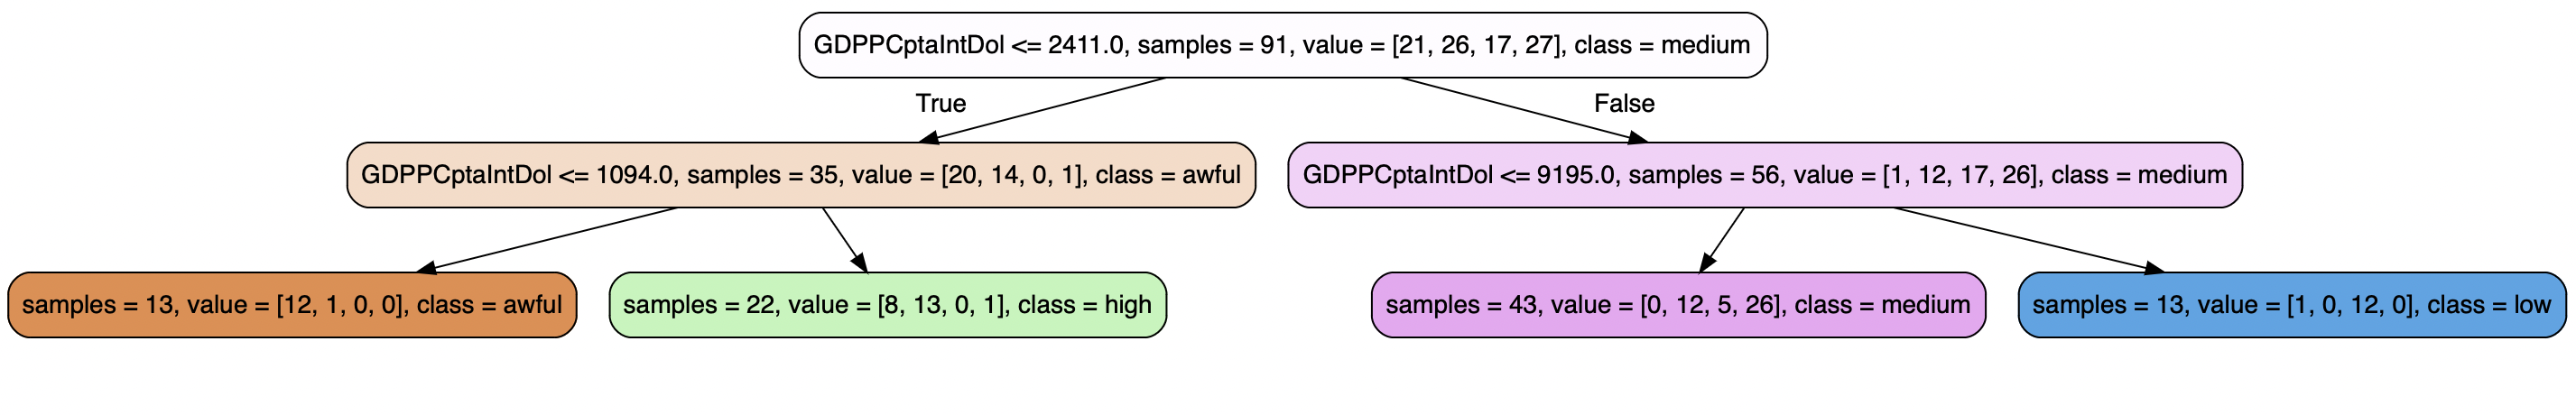 GDPPCptaIntDol <= 2411.0, samples = 91, value = [21, 26, 17, 27], class = medium
True
False
GDPPCptaIntDol <= 1094.0, samples = 35, value = [20, 14, 0, 1], class = awful
GDPPCptaIntDol <= 9195.0, samples = 56, value = [1, 12, 17, 26], class = medium
samples = 13, value = [12, 1, 0, 0], class = awful
samples = 22, value = [8, 13, 0, 1], class = high
samples = 43, value = [0, 12, 5, 26], class = medium
samples = 13, value = [1, 0, 12, 0], class = low